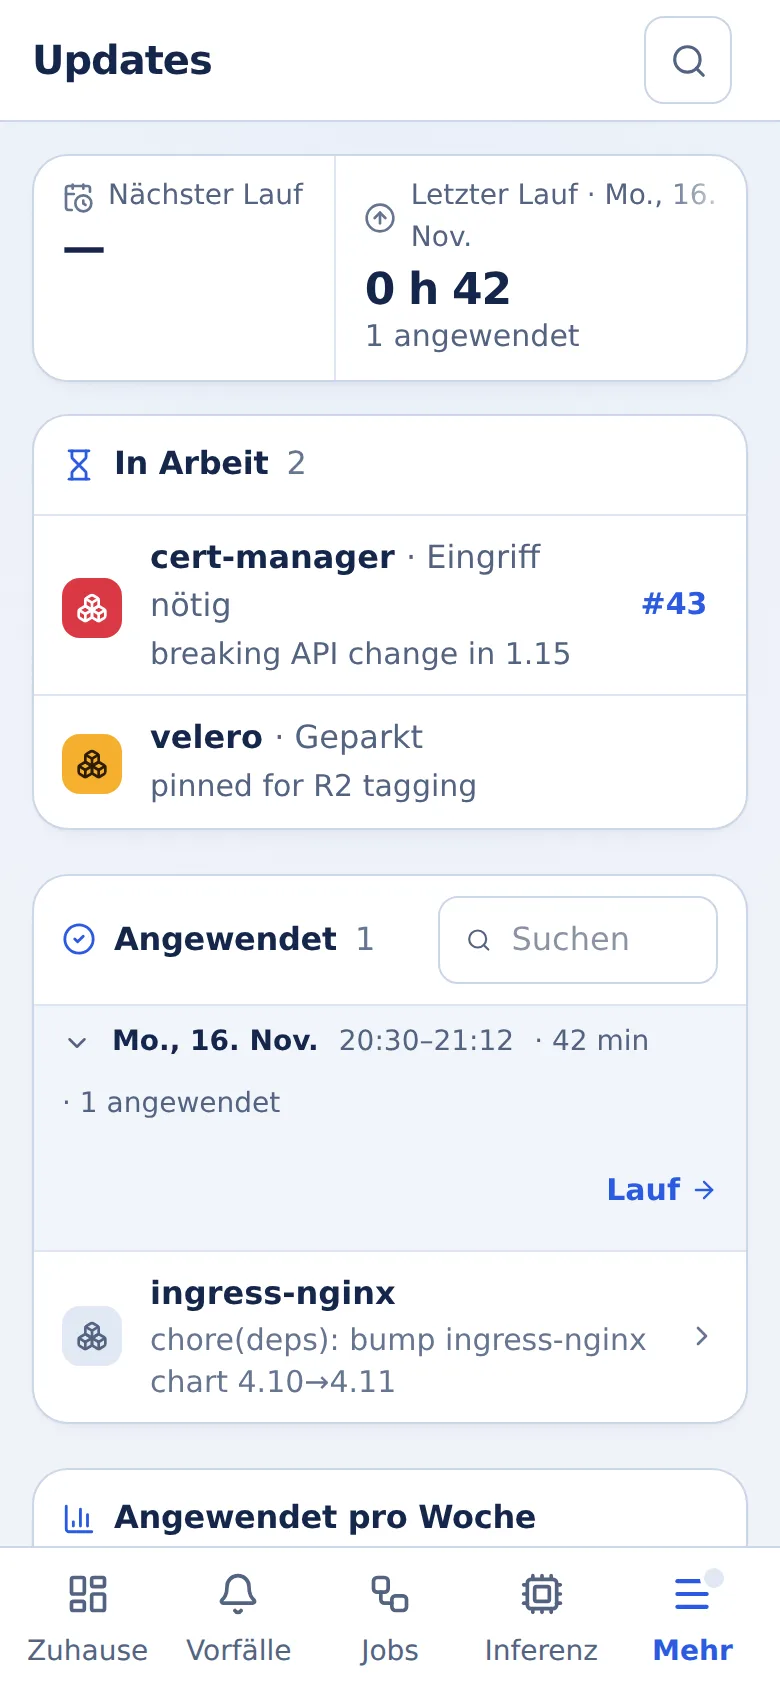 Updates
Nächster Lauf
—
Letzter Lauf · Mo., 16.
Nov.
0 h 42
1 angewendet
In Arbeit 2
cert-manager · Eingriff
nötig
#43
breaking API change in 1.15
velero · Geparkt
pinned for R2 tagging
Angewendet 1
Suchen
Mo., 16. Nov. 20:30–21:12 · 42 min
· 1 angewendet
Lauf →
ingress-nginx
chore(deps): bump ingress-nginx
chart 4.10→4.11
Angewendet pro Woche
Zuhause Vorfälle Jobs Inferenz Mehr